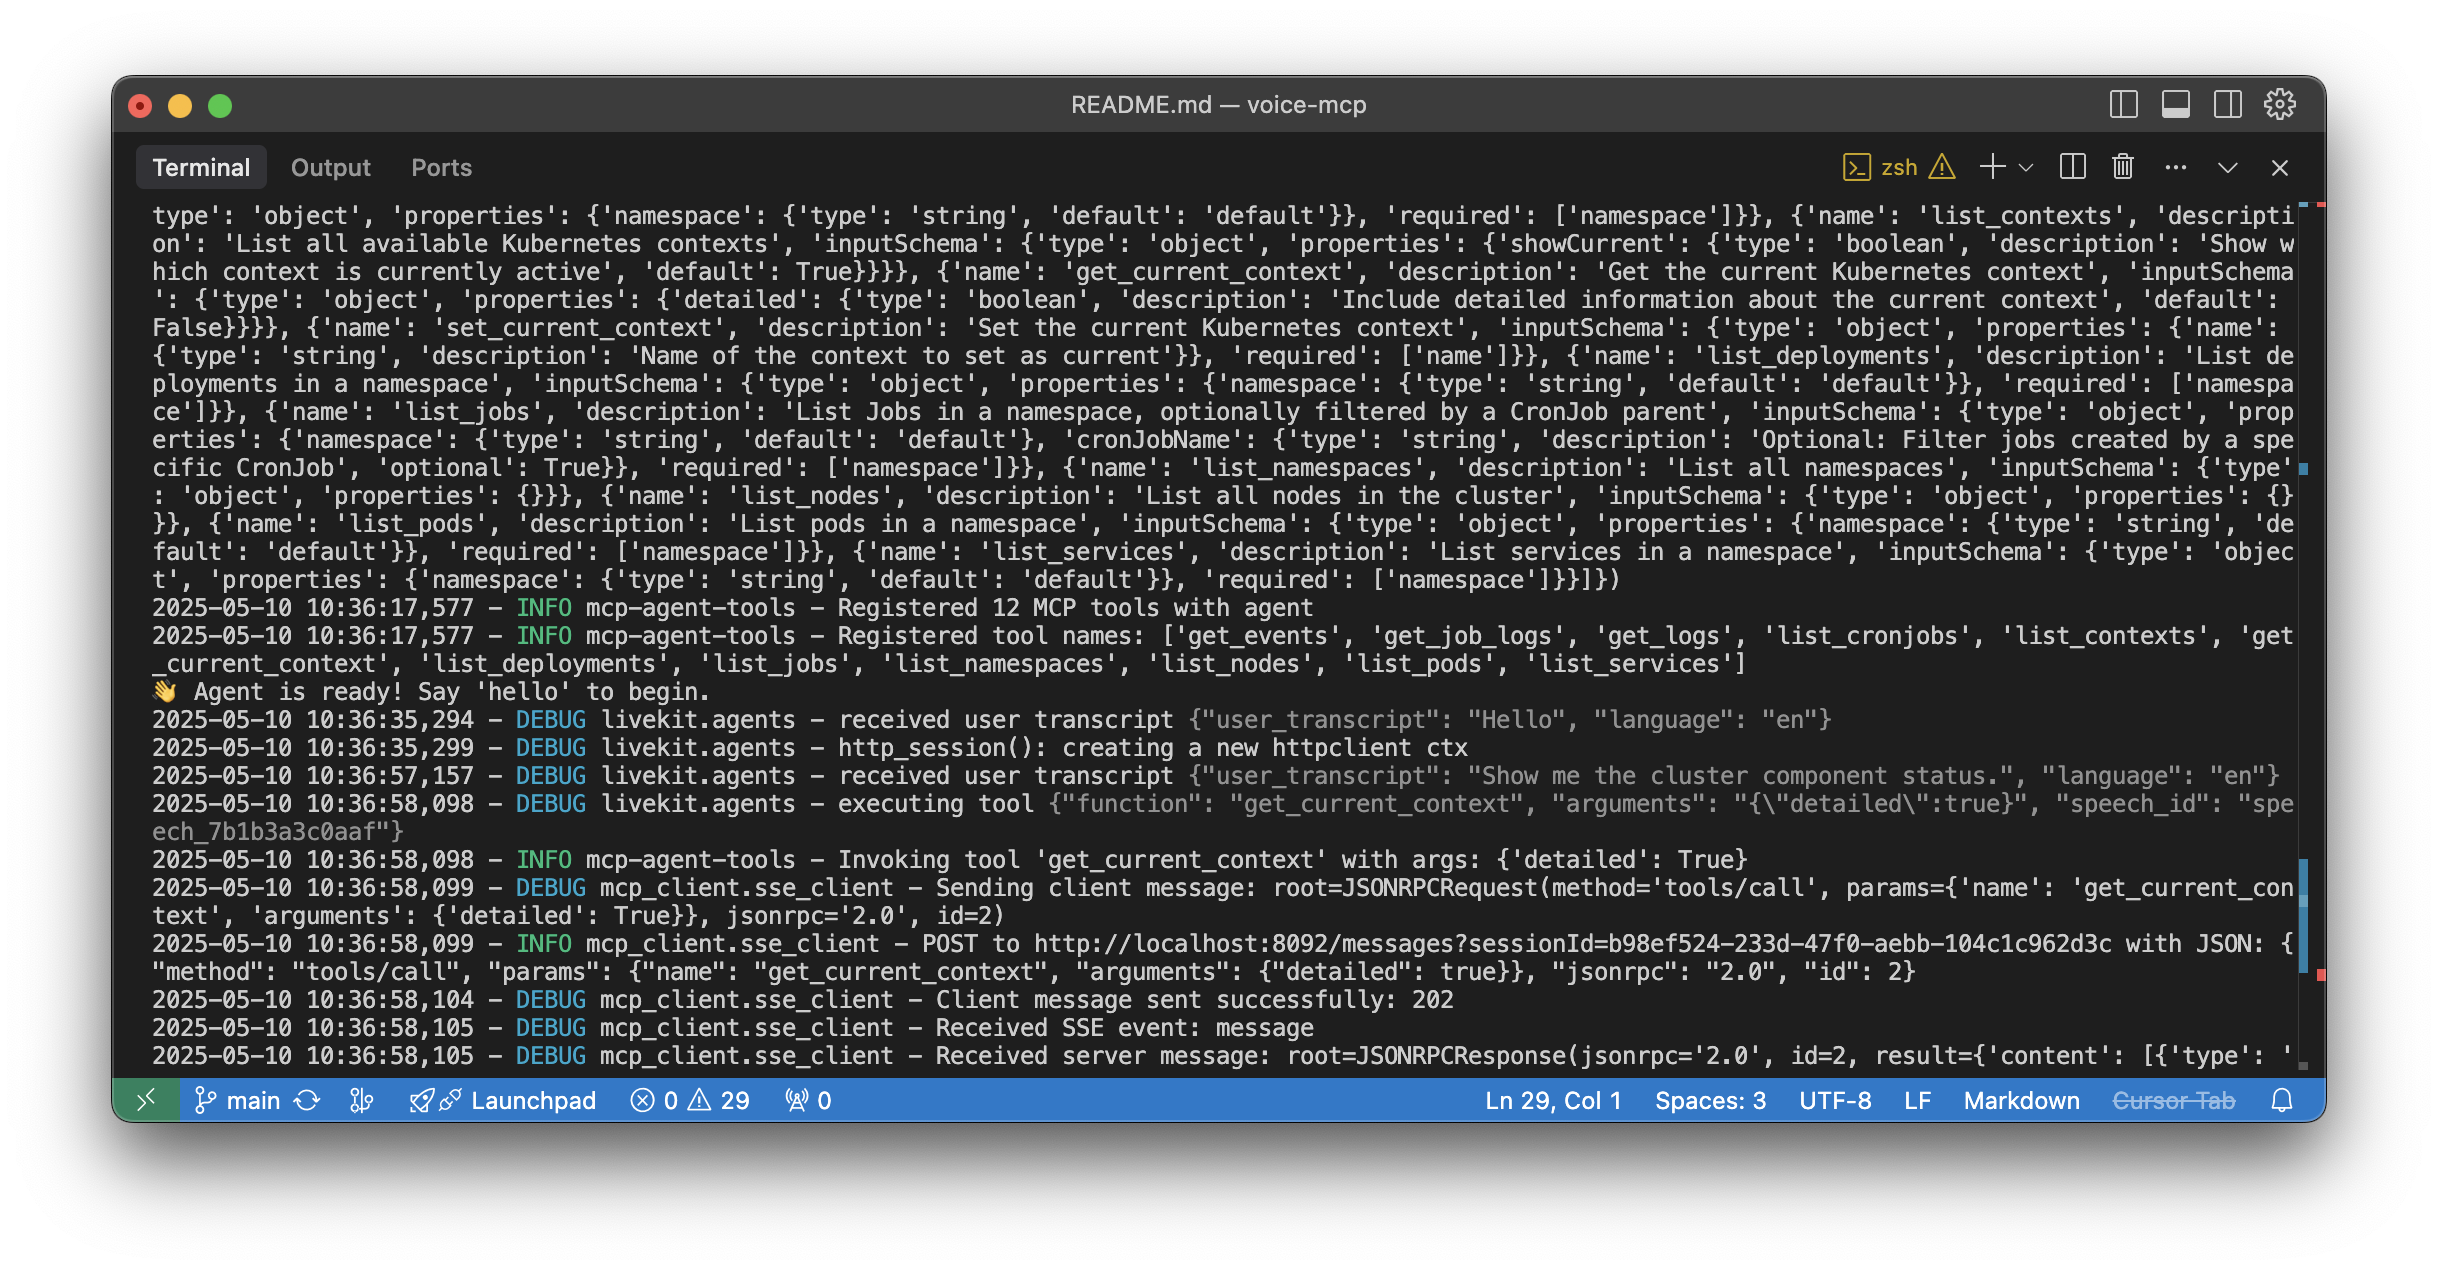 README.md — voice-mcp
Terminal Output Ports zsh
type': 'object', 'properties': {'namespace': {'type': 'string', 'default': 'default'}}, 'required': ['namespace']}}, {'name': 'list_contexts', 'descripti
on': 'List all available Kubernetes contexts', 'inputSchema': {'type': 'object', 'properties': {'showCurrent': {'type': 'boolean', 'description': 'Show w
hich context is currently active', 'default': True}}}}, {'name': 'get_current_context', 'description': 'Get the current Kubernetes context', 'inputSchema
': {'type': 'object', 'properties': {'detailed': {'type': 'boolean', 'description': 'Include detailed information about the current context', 'default':
False}}}}, {'name': 'set_current_context', 'description': 'Set the current Kubernetes context', 'inputSchema': {'type': 'object', 'properties': {'name':
{'type': 'string', 'description': 'Name of the context to set as current'}}, 'required': ['name']}}, {'name': 'list_deployments', 'description': 'List de
ployments in a namespace', 'inputSchema': {'type': 'object', 'properties': {'namespace': {'type': 'string', 'default': 'default'}}, 'required': ['namespa
ce']}}, {'name': 'list_jobs', 'description': 'List Jobs in a namespace, optionally filtered by a CronJob parent', 'inputSchema': {'type': 'object', 'prop
erties': {'namespace': {'type': 'string', 'default': 'default'}, 'cronJobName': {'type': 'string', 'description': 'Optional: Filter jobs created by a spe
cific CronJob', 'optional': True}}, 'required': ['namespace']}}, {'name': 'list_namespaces', 'description': 'List all namespaces', 'inputSchema': {'type'
: 'object', 'properties': {}}}, {'name': 'list_nodes', 'description': 'List all nodes in the cluster', 'inputSchema': {'type': 'object', 'properties': {}
}}, {'name': 'list_pods', 'description': 'List pods in a namespace', 'inputSchema': {'type': 'object', 'properties': {'namespace': {'type': 'string', 'de
fault': 'default'}}, 'required': ['namespace']}}, {'name': 'list_services', 'description': 'List services in a namespace', 'inputSchema': {'type': 'objec
t', 'properties': {'namespace': {'type': 'string', 'default': 'default'}}, 'required': ['namespace']}}]})
2025-05-10 10:36:17,577 - INFO mcp-agent-tools - Registered 12 MCP tools with agent
2025-05-10 10:36:17,577 - INFO mcp-agent-tools - Registered tool names: ['get_events', 'get_job_logs', 'get_logs', 'list_cronjobs', 'list_contexts', 'get
_current_context', 'list_deployments', 'list_jobs', 'list_namespaces', 'list_nodes', 'list_pods', 'list_services']
👋 Agent is ready! Say 'hello' to begin.
2025-05-10 10:36:35,294 - DEBUG livekit.agents - received user transcript {"user_transcript": "Hello", "language": "en"}
2025-05-10 10:36:35,299 - DEBUG livekit.agents - http_session(): creating a new httpclient ctx
2025-05-10 10:36:57,157 - DEBUG livekit.agents - received user transcript {"user_transcript": "Show me the cluster component status.", "language": "en"}
2025-05-10 10:36:58,098 - DEBUG livekit.agents - executing tool {"function": "get_current_context", "arguments": "{\"detailed\":true}", "speech_id": "spe
ech_7b1b3a3c0aaf"}
2025-05-10 10:36:58,098 - INFO mcp-agent-tools - Invoking tool 'get_current_context' with args: {'detailed': True}
2025-05-10 10:36:58,099 - DEBUG mcp_client.sse_client - Sending client message: root=JSONRPCRequest(method='tools/call', params={'name': 'get_current_con
text', 'arguments': {'detailed': True}}, jsonrpc='2.0', id=2)
2025-05-10 10:36:58,099 - INFO mcp_client.sse_client - POST to http://localhost:8092/messages?sessionId=b98ef524-233d-47f0-aebb-104c1c962d3c with JSON: {
"method": "tools/call", "params": {"name": "get_current_context", "arguments": {"detailed": true}}, "jsonrpc": "2.0", "id": 2}
2025-05-10 10:36:58,104 - DEBUG mcp_client.sse_client - Client message sent successfully: 202
2025-05-10 10:36:58,105 - DEBUG mcp_client.sse_client - Received SSE event: message
2025-05-10 10:36:58,105 - DEBUG mcp_client.sse_client - Received server message: root=JSONRPCResponse(jsonrpc='2.0', id=2, result={'content': [{'type': '
main Launchpad 0 29 0 Ln 29, Col 1 Spaces: 3 UTF-8 LF Markdown Cursor Tab